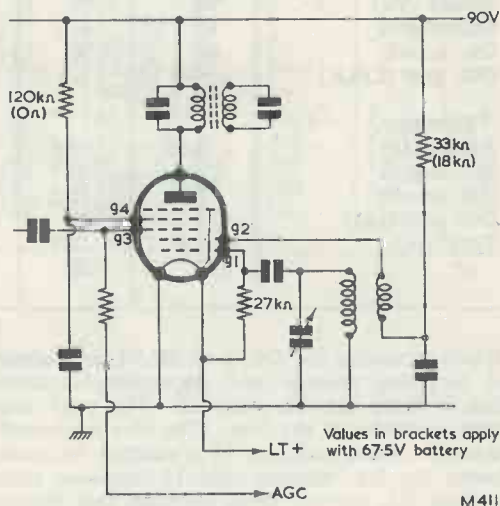 90V
120kΩ
(0Ω)
33kΩ
(18kΩ)
g4
g3
g2
g1
27kΩ
LT+
Values in brackets apply
with 67·5V battery
AGC
M411